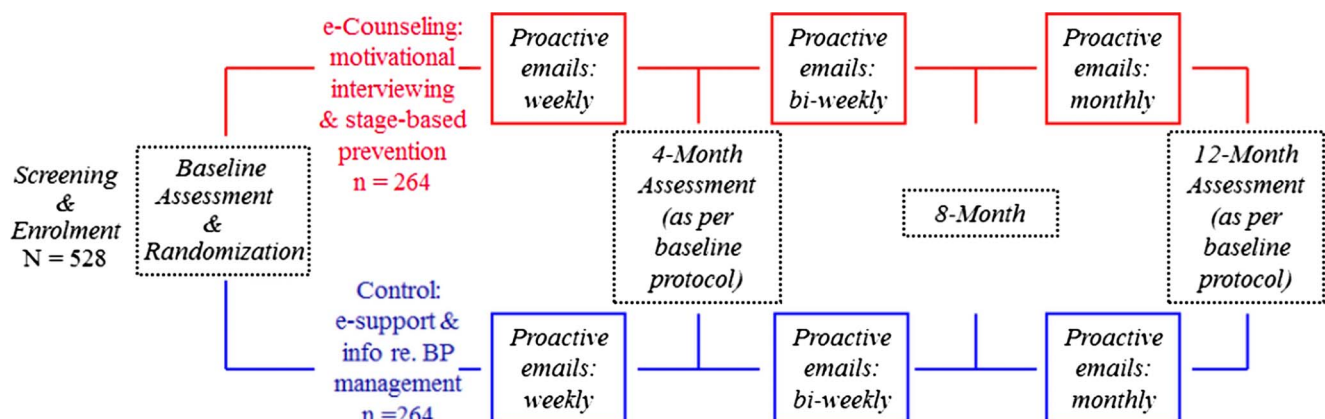 Screening
&
Enrolment
N = 528
Baseline
Assessment
&
Randomization
e-Counseling:
motivational
interviewing
& stage-based
prevention
n = 264
Proactive
emails:
weekly
4-Month
Assessment
(as per
baseline
protocol)
Proactive
emails:
bi-weekly
8-Month
Proactive
emails:
monthly
12-Month
Assessment
(as per
baseline
protocol)
Control:
e-support &
info re. BP
management
n =264
Proactive
emails:
weekly
Proactive
emails:
bi-weekly
Proactive
emails:
monthly